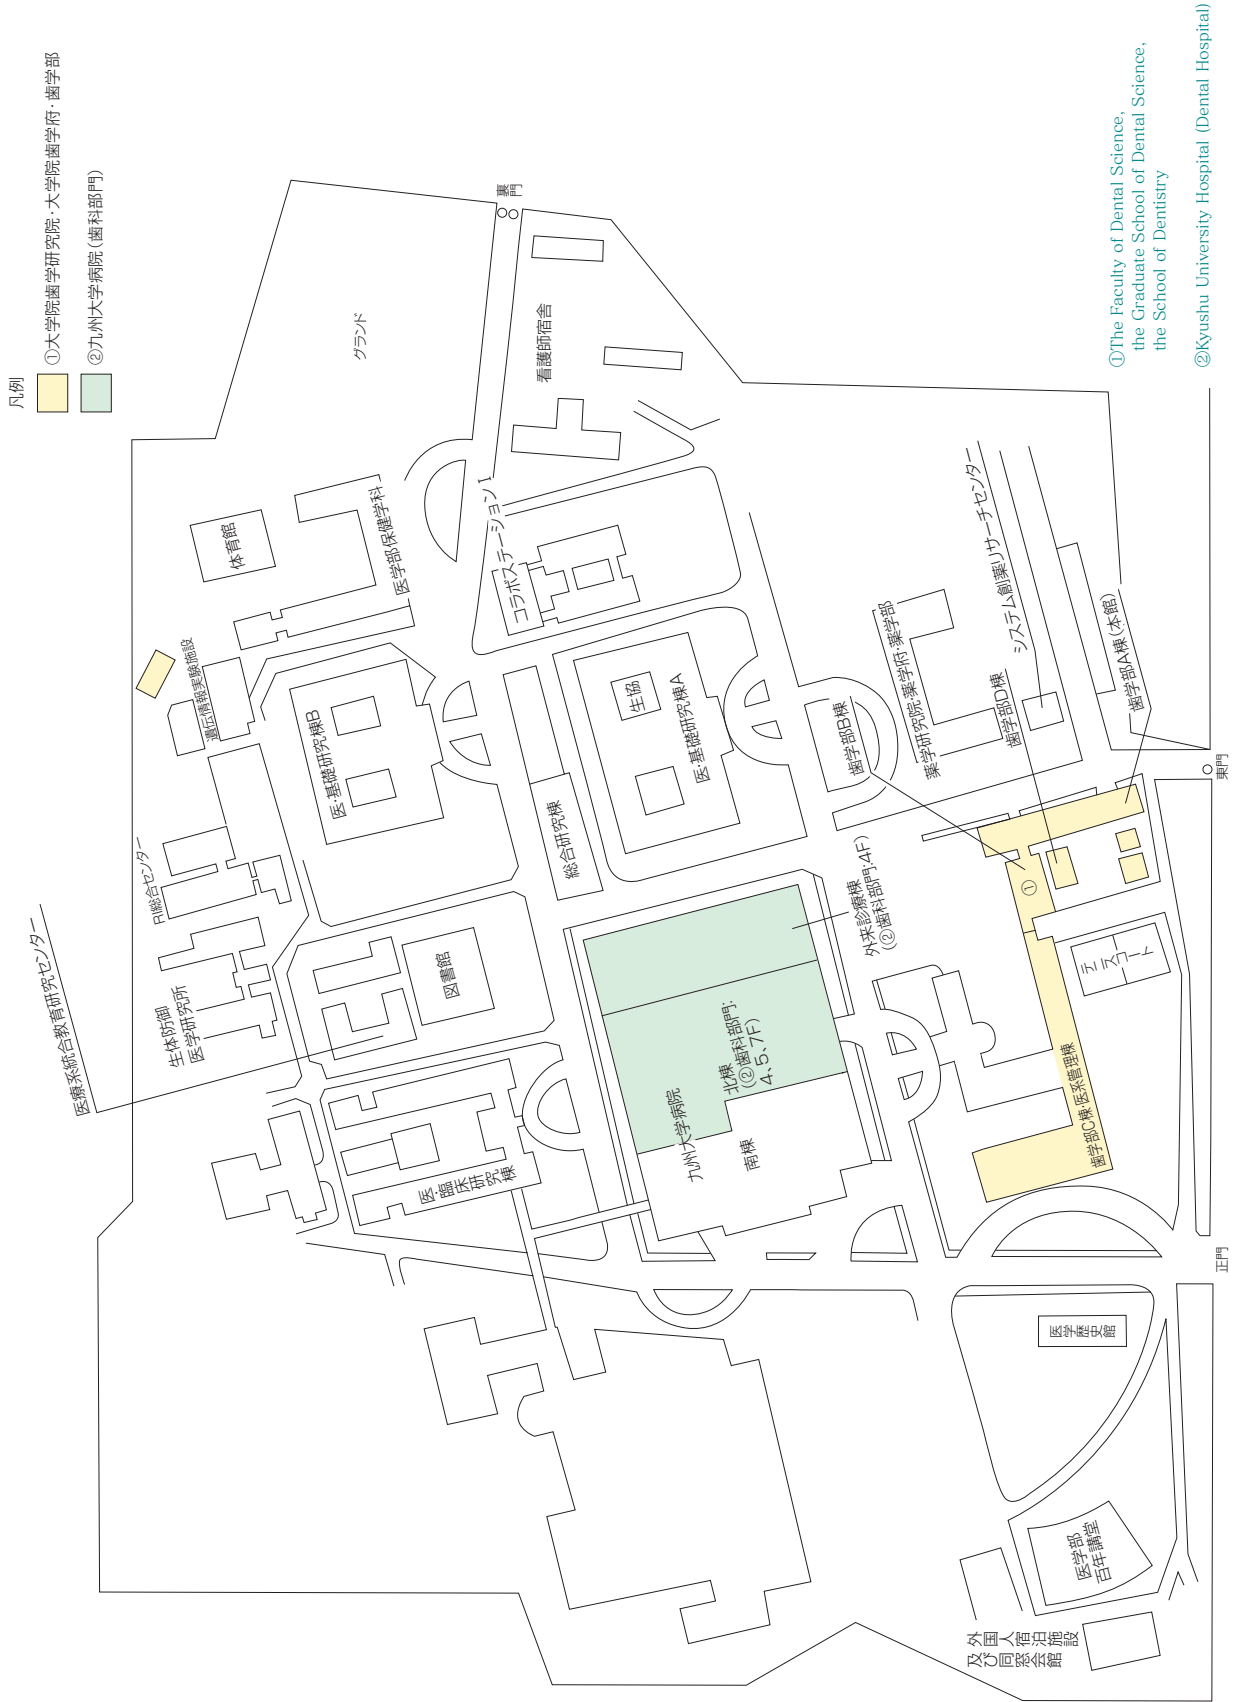 凡例
①大学院歯学研究院・大学院歯学府・歯学部
②九州大学病院(歯科部門)
医療系統合教育研究センター
生体防御
医学研究所
RI総合センター
遺伝情報実験施設
体育館
医学部保健学科
グランド
裏門
看護師宿舎
コラボステーションⅠ
医・基礎研究棟B
総合研究棟
生協
医・基礎研究棟A
図書館
医・臨床研究棟
九州大学病院
北棟
(②歯科部門:
4、5、7F)
南棟
外来診療棟
(②歯科部門:4F)
歯学部B棟
薬学研究院・薬学府・薬学部
歯学部D棟
システム創薬リサーチセンター
歯学部A棟(本館)
①
テニスコート
歯学部C棟・医系管理棟
東門
正門
医学歴史館
医学部
百年講堂
外国人宿泊施設
及び同窓会館
①The Faculty of Dental Science,
the Graduate School of Dental Science,
the School of Dentistry
②Kyushu University Hospital (Dental Hospital)